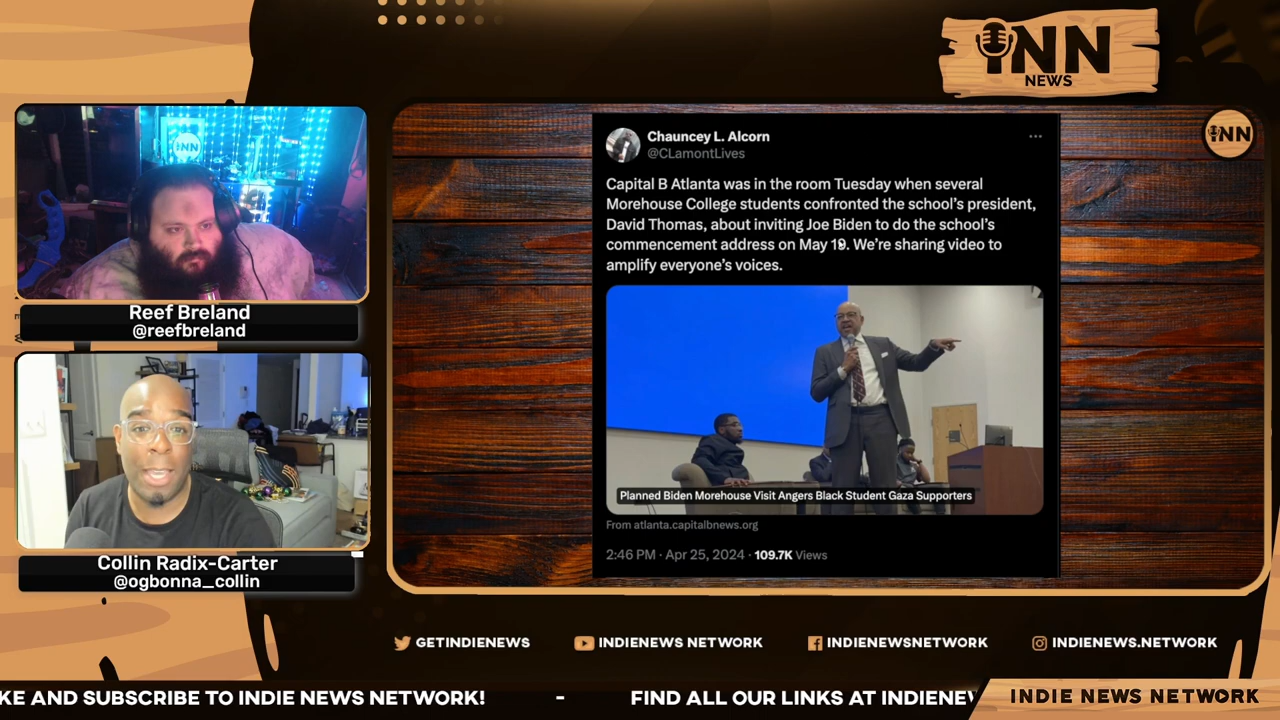 INN
NEWS
INN
INN
Reef Breland
@reefbreland
Collin Radix-Carter
@ogbonna_collin
Chauncey L. Alcorn
@CLamontLives
Capital B Atlanta was in the room Tuesday when several
Morehouse College students confronted the school's president,
David Thomas, about inviting Joe Biden to do the school's
commencement address on May 19. We're sharing video to
amplify everyone's voices.
Planned Biden Morehouse Visit Angers Black Student Gaza Supporters
From atlanta.capitalbnews.org
2:46 PM · Apr 25, 2024 · 109.7K Views
GETINDIENEWS INDIENEWS NETWORK INDIENEWSNETWORK INDIENEWS.NETWORK
KE AND SUBSCRIBE TO INDIE NEWS NETWORK! - FIND ALL OUR LINKS AT INDIENEW INDIE NEWS NETWORK